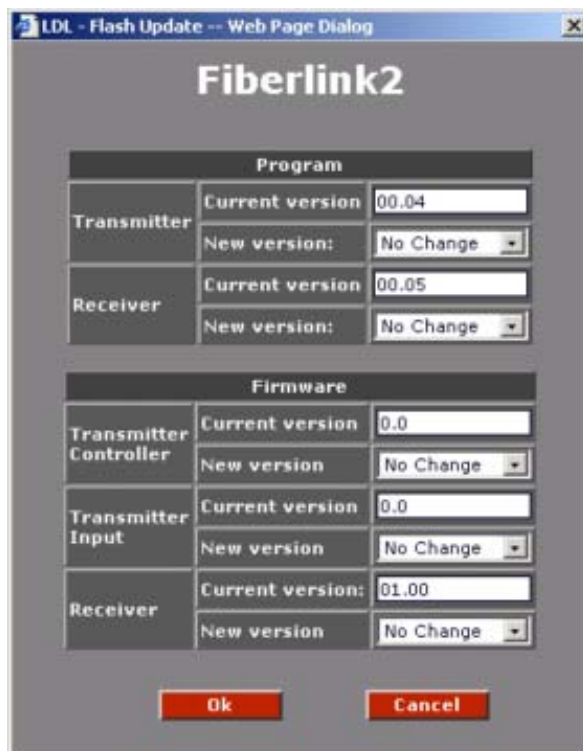 LDL - Flash Update -- Web Page Dialog
Fiberlink2
Program
Transmitter
Current version 00.04
New version: No Change
Receiver
Current version 00.05
New version: No Change
Firmware
Transmitter Controller
Current version 0.0
New version No Change
Transmitter Input
Current version 0.0
New version No Change
Receiver
Current version: 01.00
New version No Change
Ok Cancel